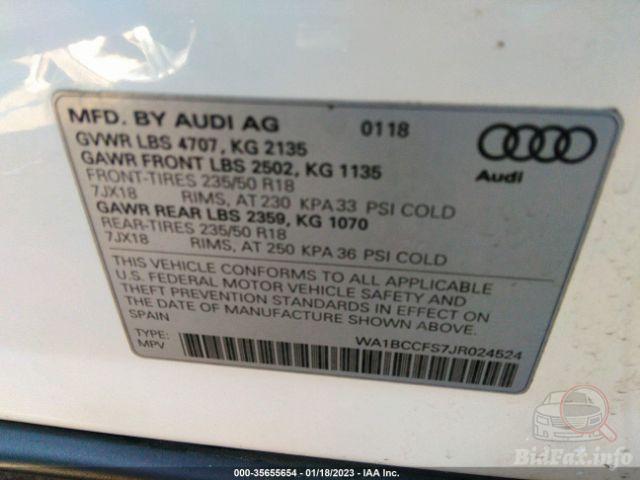 MFD. BY AUDI AG 0118
GVWR LBS 4707, KG 2135
GAWR FRONT LBS 2502, KG 1135
FRONT-TIRES 235/50 R18
7JX18 RIMS, AT 230 KPA 33 PSI COLD
GAWR REAR LBS 2359, KG 1070
REAR-TIRES 235/50 R18
7JX18 RIMS, AT 250 KPA 36 PSI COLD
Audi
THIS VEHICLE CONFORMS TO ALL APPLICABLE
U.S. FEDERAL MOTOR VEHICLE SAFETY AND
THEFT PREVENTION STANDARDS IN EFFECT ON
THE DATE OF MANUFACTURE SHOWN ABOVE.
SPAIN
TYPE: WA1BCCFS7JR024524
MPV
BidFax.info
000-35655654 - 01/18/2023 - IAA Inc.